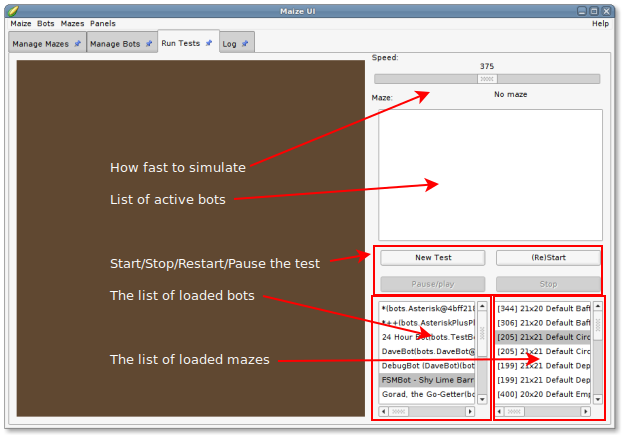 Maize UI
Maize Bots Mazes Panels Help
Manage Mazes Manage Bots Run Tests Log
Speed:
375
Maze: No maze
How fast to simulate
List of active bots
Start/Stop/Restart/Pause the test
The list of loaded bots
The list of loaded mazes
New Test (Re)Start
Pause/play Stop
*(bots.Asterisk@4bff218
*++(bots.AsteriskPlusPl
24 Hour Bot(bots.TestBo
DaveBot(bots.DaveBot@
DebugBot (DaveBot)(bot
FSMBot - Shy Lime Barr
Gorad, the Go-Getter(bo
[344] 21x20 Default Baff
[306] 21x20 Default Baff
[205] 21x21 Default Circ
[205] 21x21 Default Circ
[199] 21x21 Default Dep
[199] 21x21 Default Dep
[400] 20x20 Default Emp